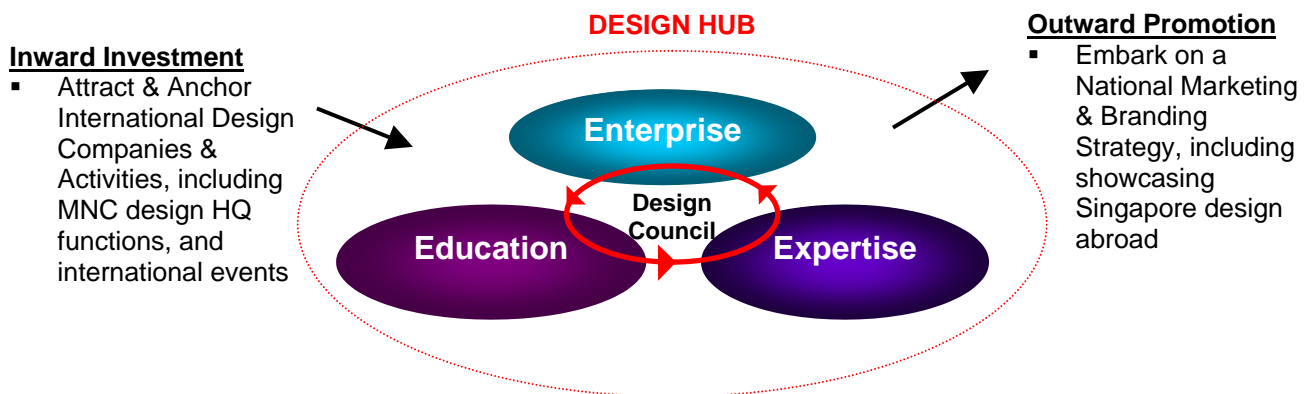 DESIGN HUB
Inward Investment
▪ Attract & Anchor
International Design
Companies &
Activities, including
MNC design HQ
functions, and
international events
Enterprise
Design
Council
Education
Expertise
Outward Promotion
▪ Embark on a
National Marketing
& Branding
Strategy, including
showcasing
Singapore design
abroad